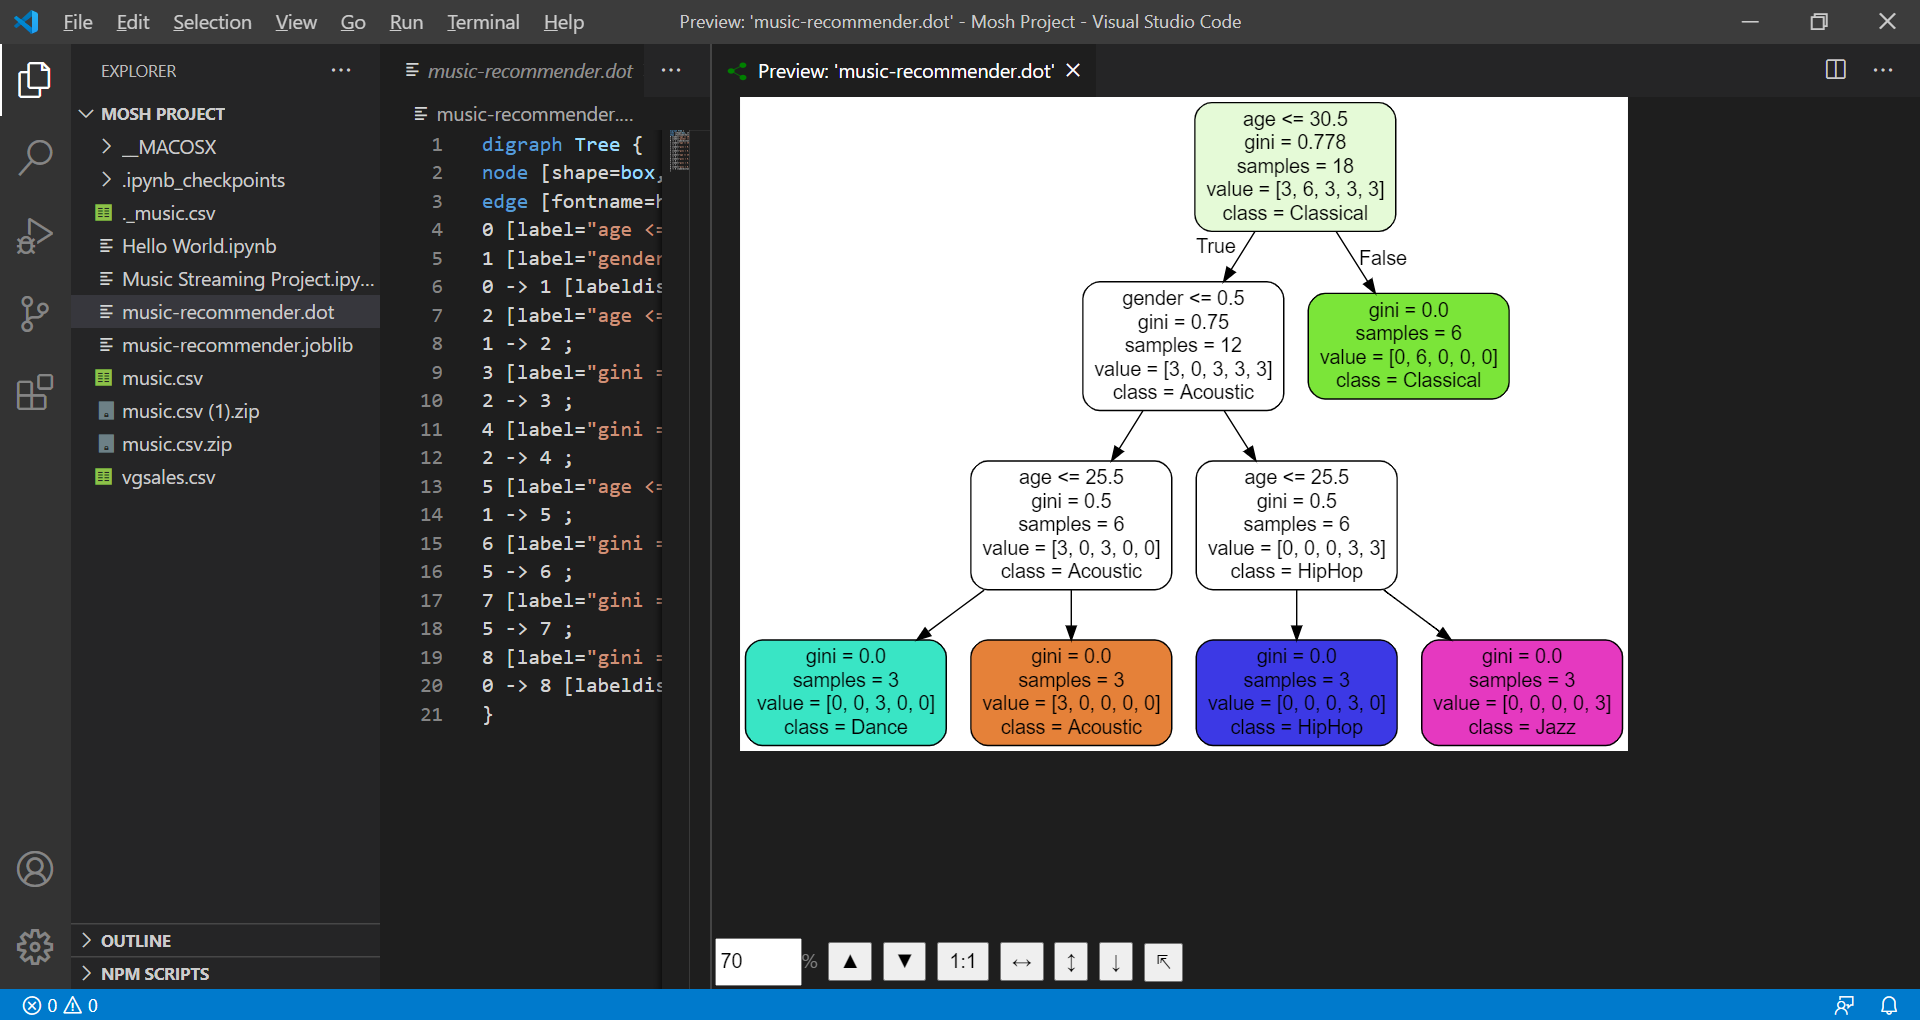 File Edit Selection View Go Run Terminal Help
Preview: 'music-recommender.dot' - Mosh Project - Visual Studio Code
EXPLORER
MOSH PROJECT
__MACOSX
.ipynb_checkpoints
._music.csv
Hello World.ipynb
Music Streaming Project.ipy...
music-recommender.dot
music-recommender.joblib
music.csv
music.csv (1).zip
music.csv.zip
vgsales.csv
OUTLINE
NPM SCRIPTS
music-recommender.dot
music-recommender....
1 digraph Tree {
2 node [shape=box,
3 edge [fontname=h
4 0 [label="age <=
5 1 [label="gender
6 0 -> 1 [labeldis
7 2 [label="age <=
8 1 -> 2 ;
9 3 [label="gini =
10 2 -> 3 ;
11 4 [label="gini =
12 2 -> 4 ;
13 5 [label="age <=
14 1 -> 5 ;
15 6 [label="gini =
16 5 -> 6 ;
17 7 [label="gini =
18 5 -> 7 ;
19 8 [label="gini =
20 0 -> 8 [labeldis
21 }
Preview: 'music-recommender.dot'
age <= 30.5
gini = 0.778
samples = 18
value = [3, 6, 3, 3, 3]
class = Classical
True
False
gender <= 0.5
gini = 0.75
samples = 12
value = [3, 0, 3, 3, 3]
class = Acoustic
gini = 0.0
samples = 6
value = [0, 6, 0, 0, 0]
class = Classical
age <= 25.5
gini = 0.5
samples = 6
value = [3, 0, 3, 0, 0]
class = Acoustic
age <= 25.5
gini = 0.5
samples = 6
value = [0, 0, 0, 3, 3]
class = HipHop
gini = 0.0
samples = 3
value = [0, 0, 3, 0, 0]
class = Dance
gini = 0.0
samples = 3
value = [3, 0, 0, 0, 0]
class = Acoustic
gini = 0.0
samples = 3
value = [0, 0, 0, 3, 0]
class = HipHop
gini = 0.0
samples = 3
value = [0, 0, 0, 0, 3]
class = Jazz
70 % ▲ ▼ 1:1 ↔ ↕ ↓ ⇱
0 0